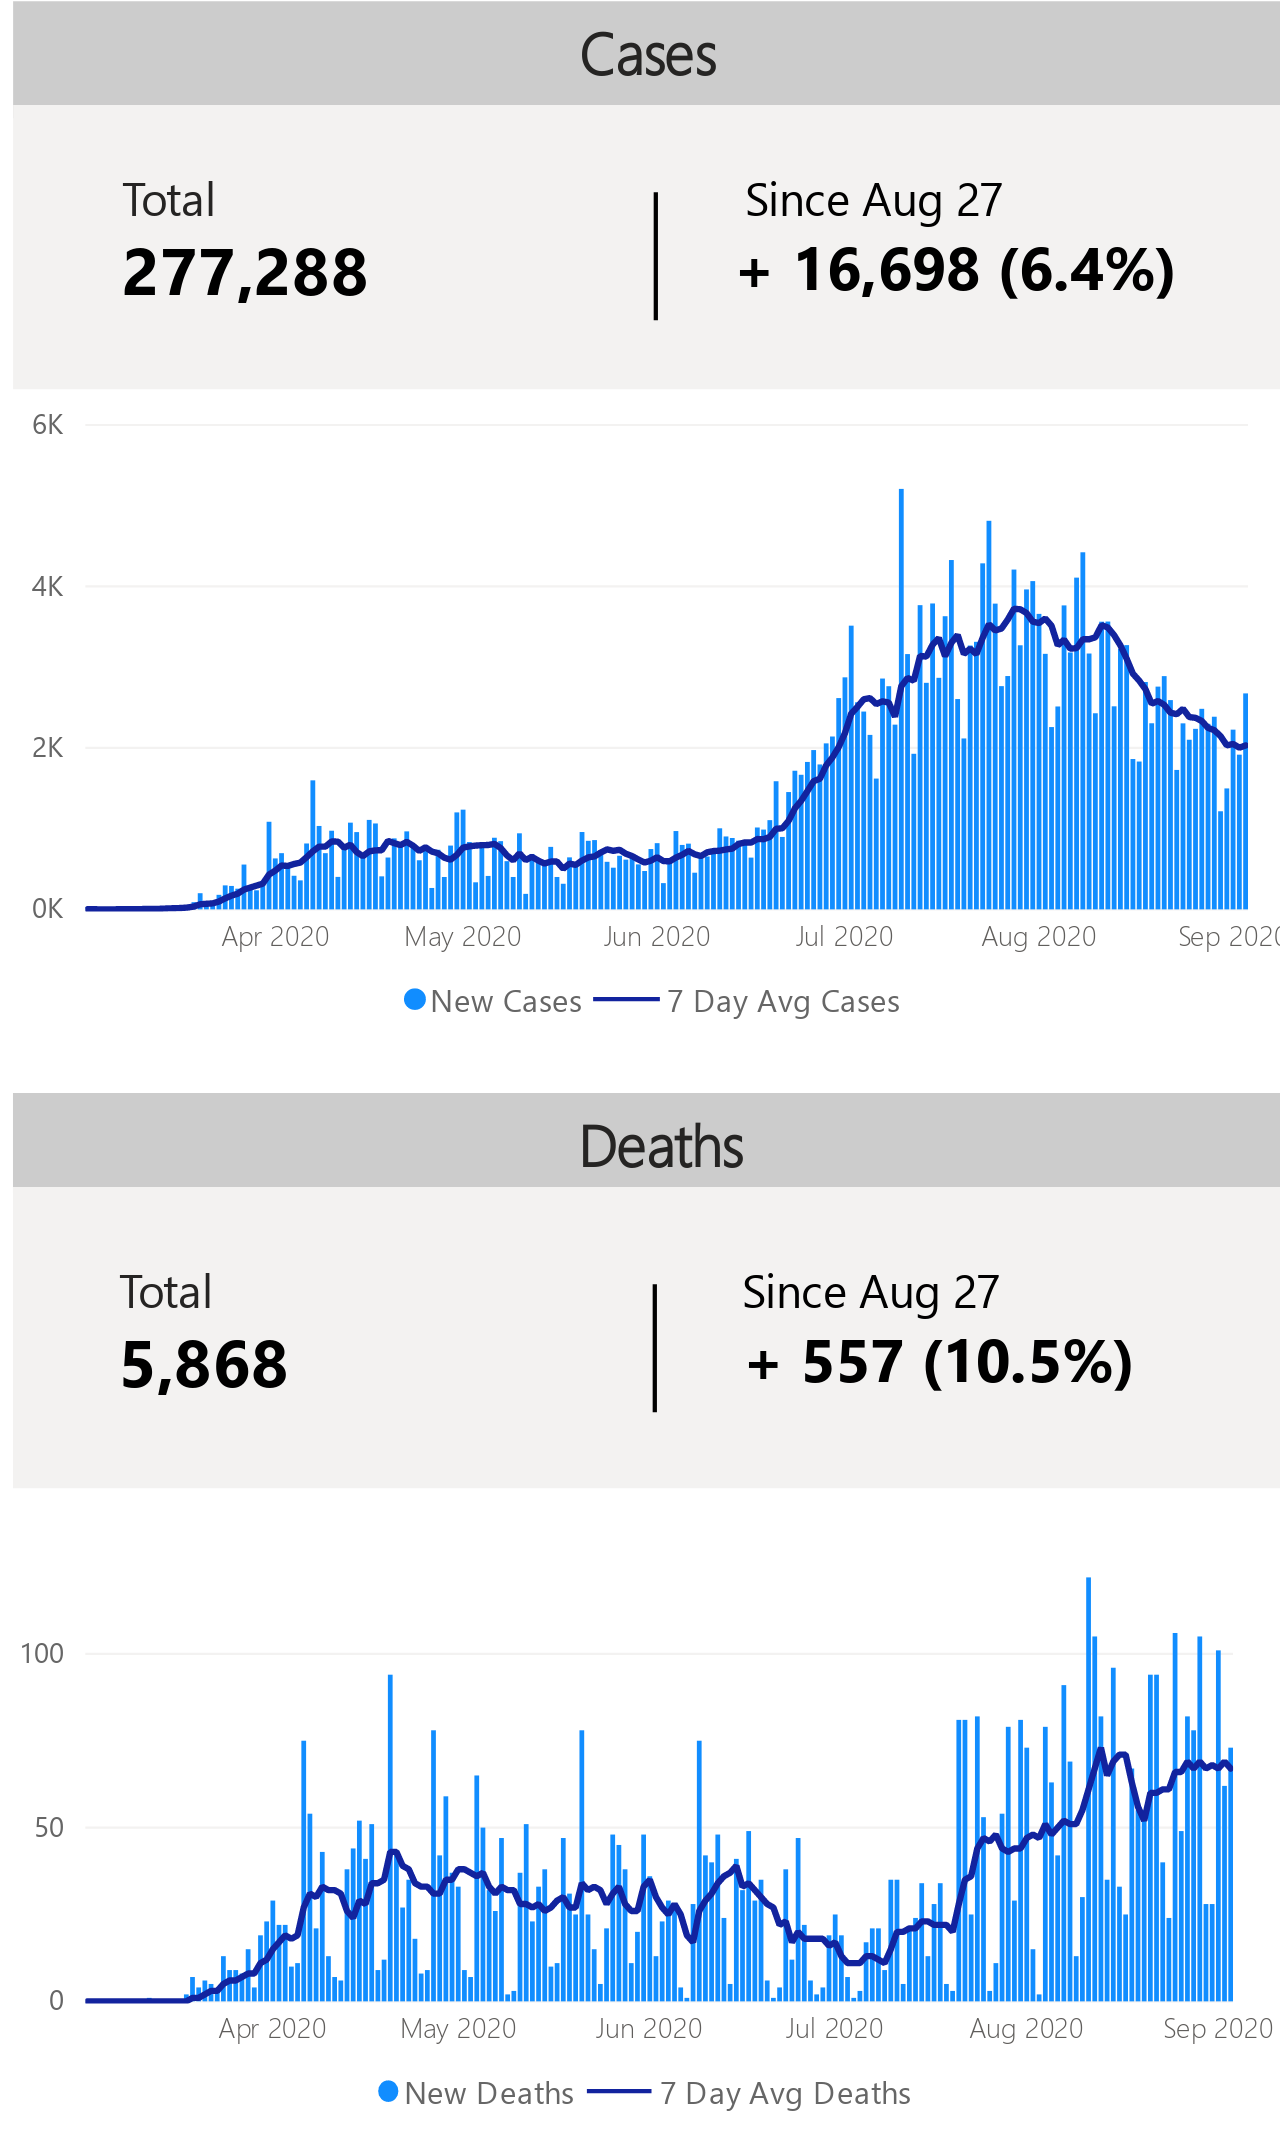 Cases
Total
277,288
Since Aug 27
+ 16,698 (6.4%)
6K
4K
2K
0K
Apr 2020 May 2020 Jun 2020 Jul 2020 Aug 2020 Sep 2020
New Cases 7 Day Avg Cases
Deaths
Total
5,868
Since Aug 27
+ 557 (10.5%)
100
50
0
Apr 2020 May 2020 Jun 2020 Jul 2020 Aug 2020 Sep 2020
New Deaths 7 Day Avg Deaths